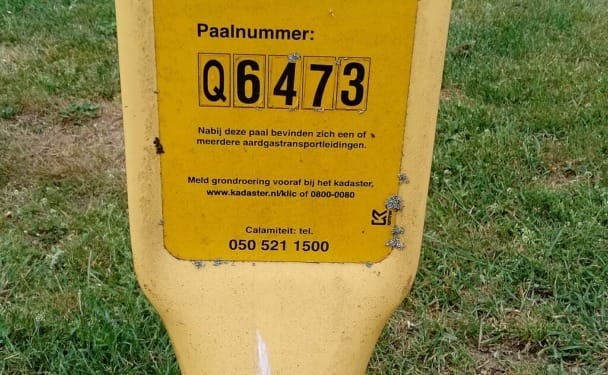 Paalnummer:
Q6473
Nabij deze paal bevinden zich een of
meerdere aardgastransportleidingen.
Meld grondroering vooraf bij het kadaster,
www.kadaster.nl/klic of 0800-0080
Calamiteit: tel.
050 521 1500